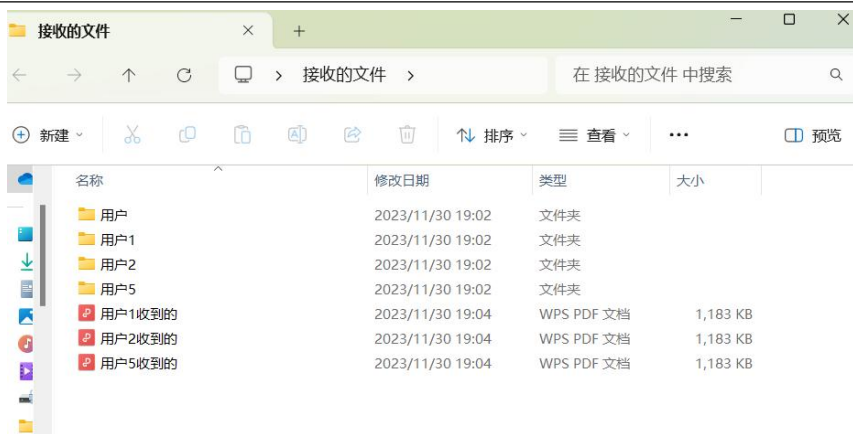 接收的文件
接收的文件
在 接收的文件 中搜索
新建 排序 查看 预览
名称 修改日期 类型 大小
用户 2023/11/30 19:02 文件夹
用户1 2023/11/30 19:02 文件夹
用户2 2023/11/30 19:02 文件夹
用户5 2023/11/30 19:02 文件夹
用户1收到的 2023/11/30 19:04 WPS PDF 文档 1,183 KB
用户2收到的 2023/11/30 19:04 WPS PDF 文档 1,183 KB
用户5收到的 2023/11/30 19:04 WPS PDF 文档 1,183 KB